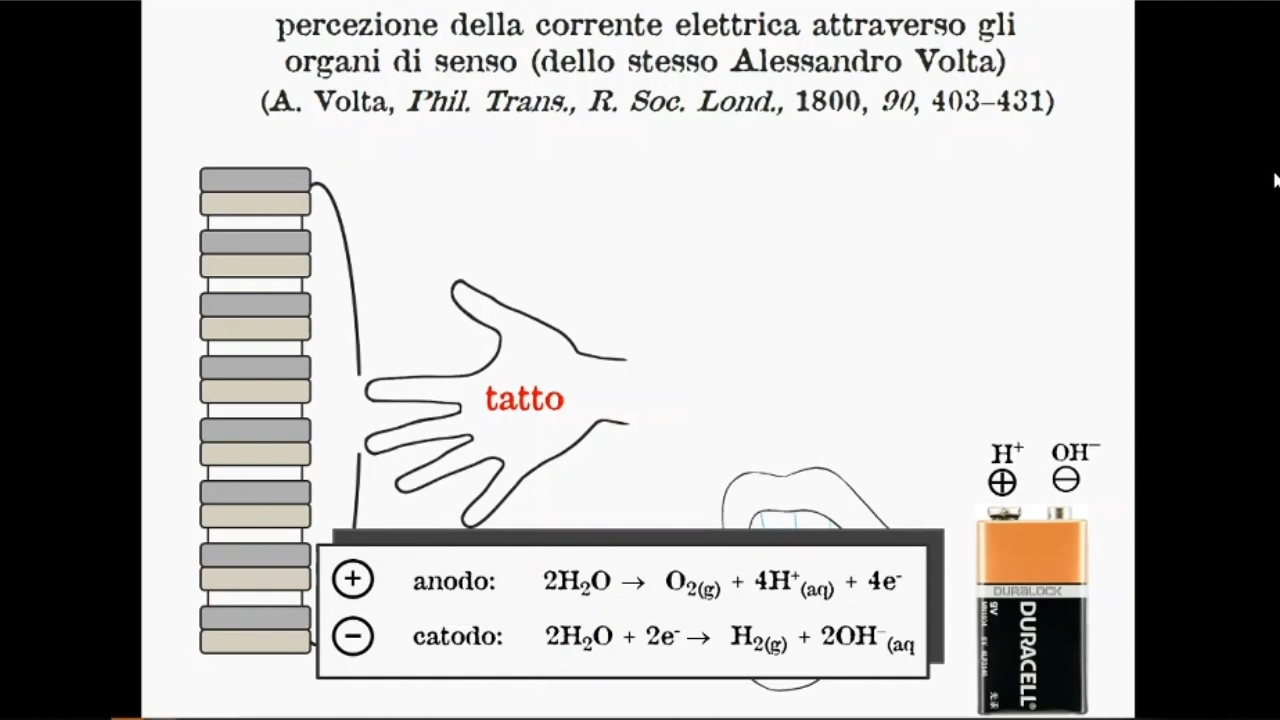 percezione della corrente elettrica attraverso gli
organi di senso (dello stesso Alessandro Volta)
(A. Volta, Phil. Trans., R. Soc. Lond., 1800, 90, 403–431)
tatto
H⁺ OH⁻
⊕ ⊖
⊕ anodo: 2H₂O → O₂(g) + 4H⁺(aq) + 4e⁻
⊖ catodo: 2H₂O + 2e⁻ → H₂(g) + 2OH⁻(aq
DURALOCK
DURACELL
9V